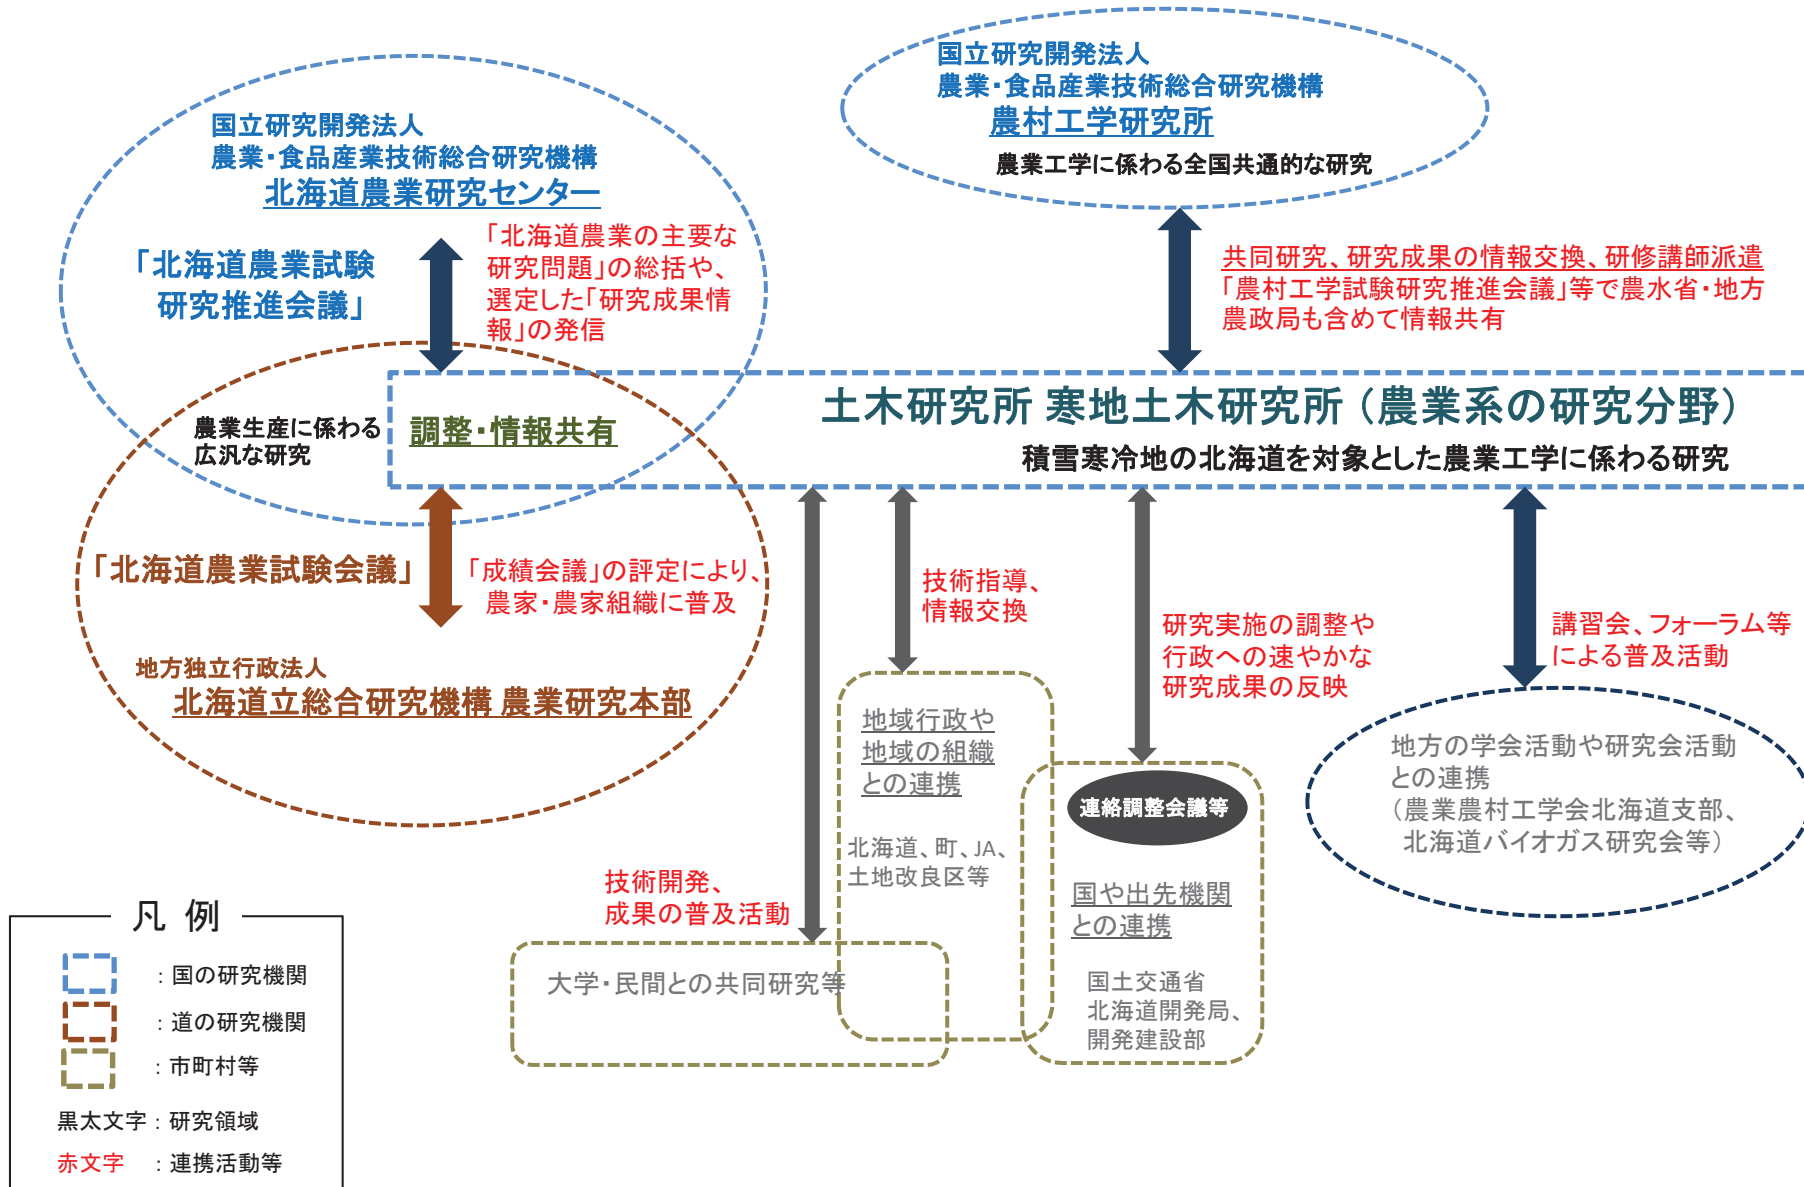 国立研究開発法人
農業・食品産業技術総合研究機構
農村工学研究所
農業工学に係わる全国共通的な研究
国立研究開発法人
農業・食品産業技術総合研究機構
北海道農業研究センター
「北海道農業試験
研究推進会議」
「北海道農業の主要な
研究問題」の総括や、
選定した「研究成果情
報」の発信
共同研究、研究成果の情報交換、研修講師派遣
「農村工学試験研究推進会議」等で農水省・地方
農政局も含めて情報共有
土木研究所 寒地土木研究所（農業系の研究分野）
積雪寒冷地の北海道を対象とした農業工学に係わる研究
農業生産に係わる
広汎な研究
調整・情報共有
「北海道農業試験会議」
「成績会議」の評定により、
農家・農家組織に普及
地方独立行政法人
北海道立総合研究機構 農業研究本部
技術指導、
情報交換
研究実施の調整や
行政への速やかな
研究成果の反映
講習会、フォーラム等
による普及活動
地域行政や
地域の組織
との連携
北海道、町、JA、
土地改良区等
連絡調整会議等
国や出先機関
との連携
国土交通省
北海道開発局、
開発建設部
地方の学会活動や研究会活動
との連携
（農業農村工学会北海道支部、
北海道バイオガス研究会等）
技術開発、
成果の普及活動
大学・民間との共同研究等
凡 例
：国の研究機関
：道の研究機関
：市町村等
黒太文字：研究領域
赤文字：連携活動等